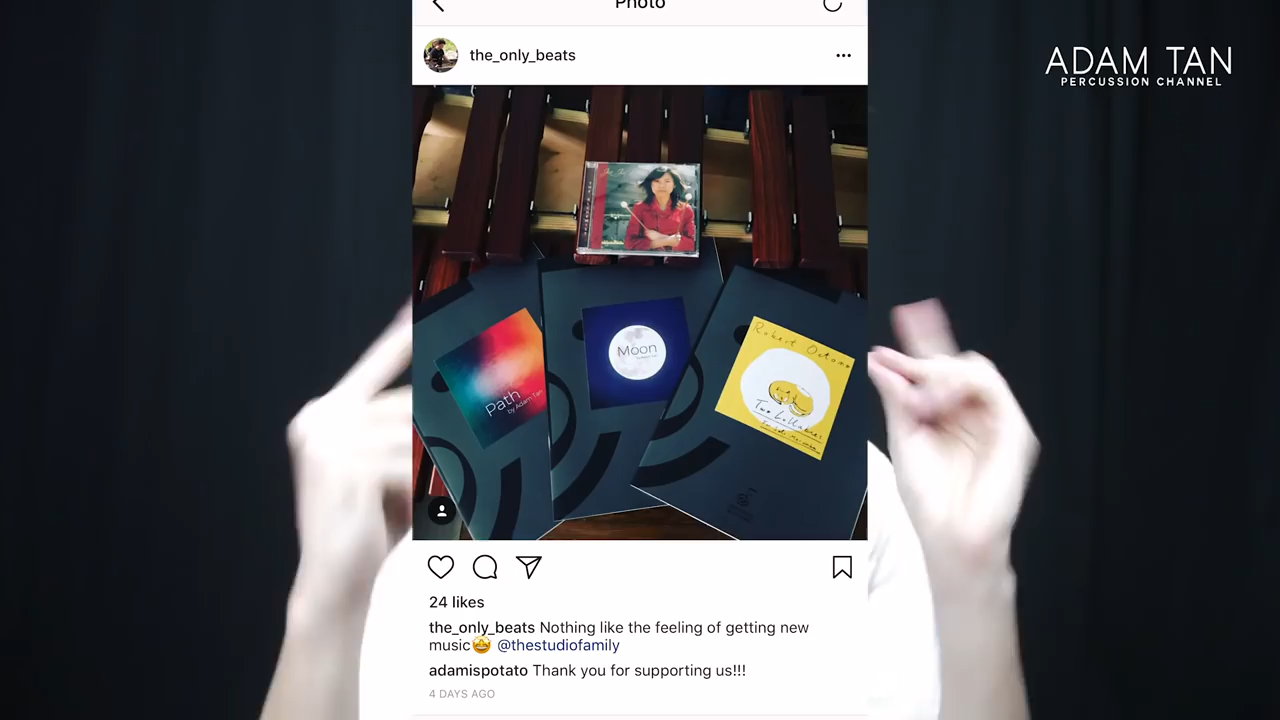 Photo
the_only_beats
ADAM TAN
PERCUSSION CHANNEL
Path
by Adam Tan
Moon
Robert Oetomo
Two Lullabies
24 likes
the_only_beats Nothing like the feeling of getting new
music🤩 @thestudiofamily
adamispotato Thank you for supporting us!!!
4 DAYS AGO